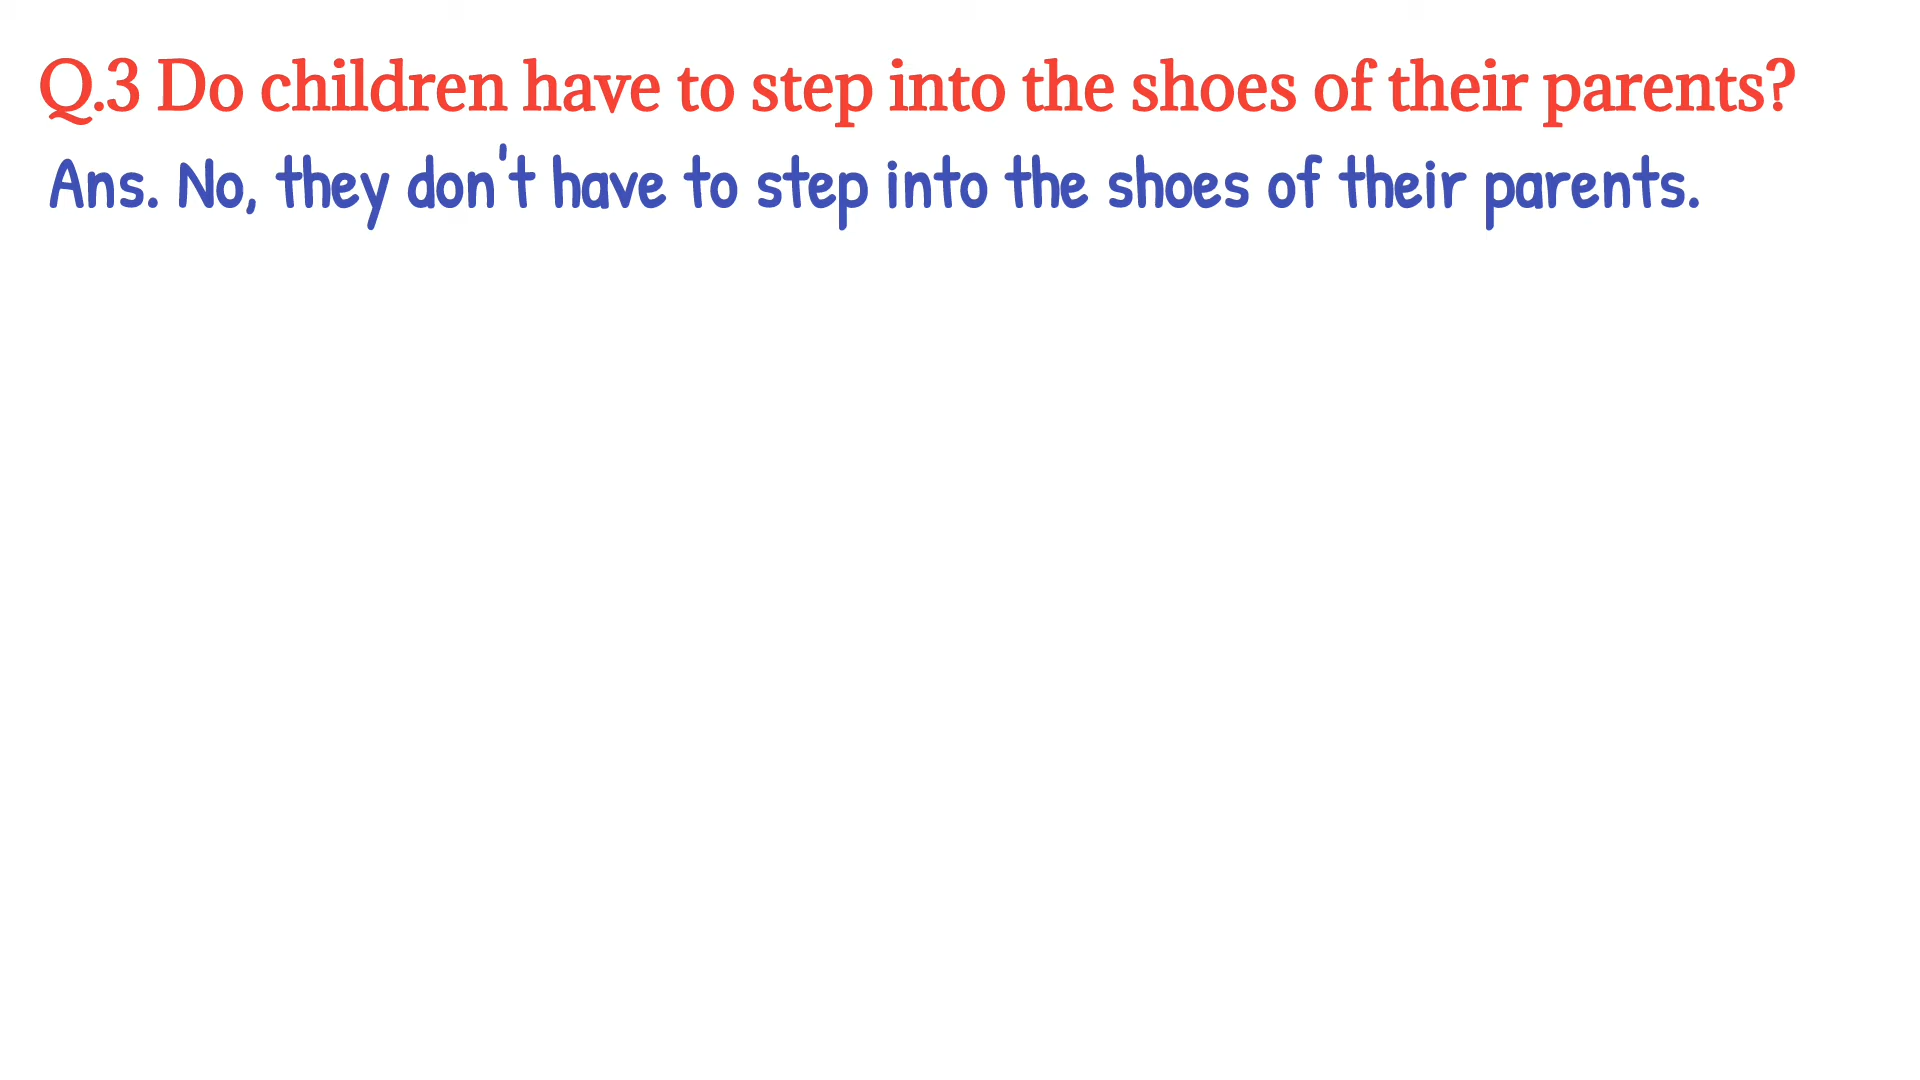 Q.3 Do children have to step into the shoes of their parents?
Ans. No, they don't have to step into the shoes of their parents.